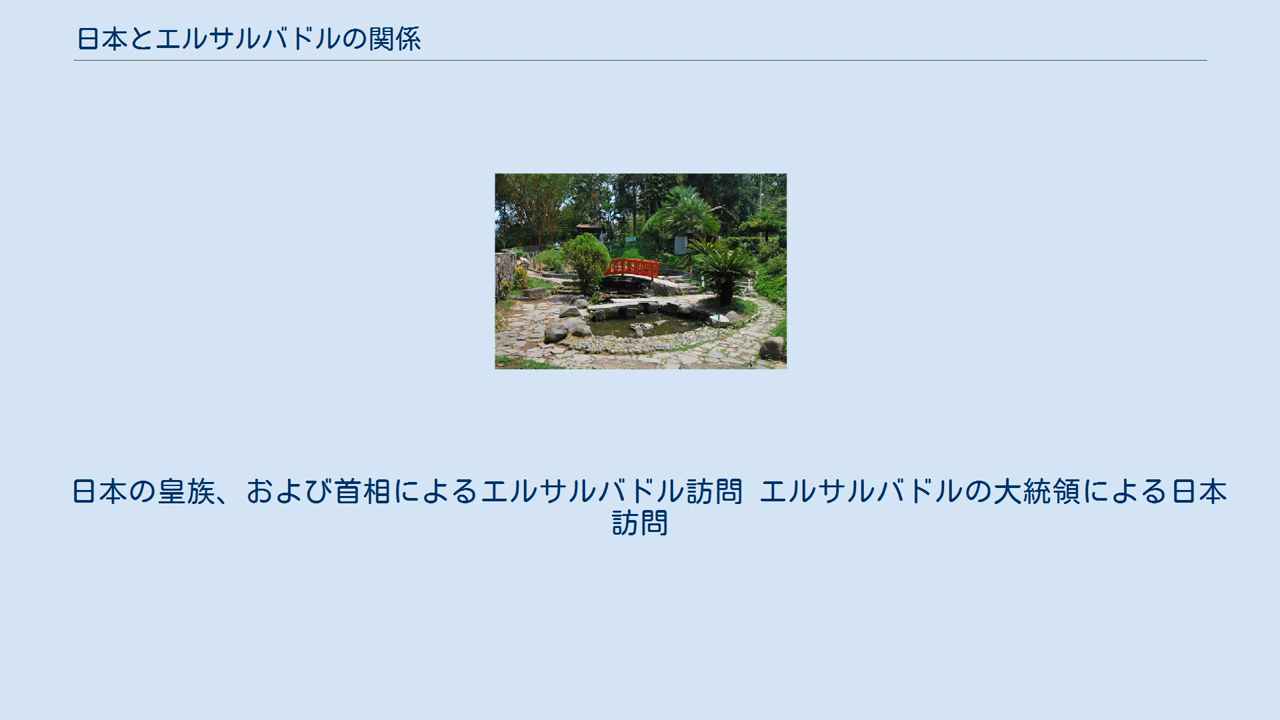 日本とエルサルバドルの関係
日本の皇族、および首相によるエルサルバドル訪問 エルサルバドルの大統領による日本
訪問